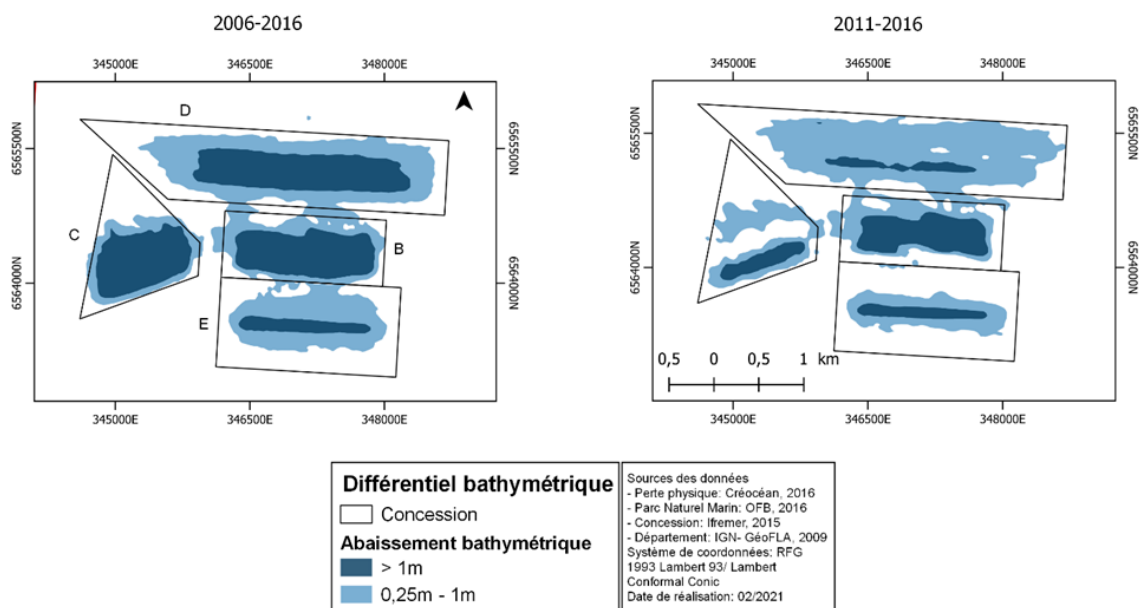 2006-2016
2011-2016
345000E 346500E 348000E
345000E 346500E 348000E
D
6565500N
6565500N
6565500N
6565500N
C
B
6564000N
6564000N
6564000N
6564000N
E
0,5 0 0,5 1 km
345000E 346500E 348000E
345000E 346500E 348000E
Différentiel bathymétrique
Concession
Abaissement bathymétrique
> 1m
0,25m - 1m
Sources des données
- Perte physique: Créocéan, 2016
- Parc Naturel Marin: OFB, 2016
- Concession: Ifremer, 2015
- Département: IGN- GéoFLA, 2009
Système de coordonnées: RFG
1993 Lambert 93/ Lambert
Conformal Conic
Date de réalisation: 02/2021